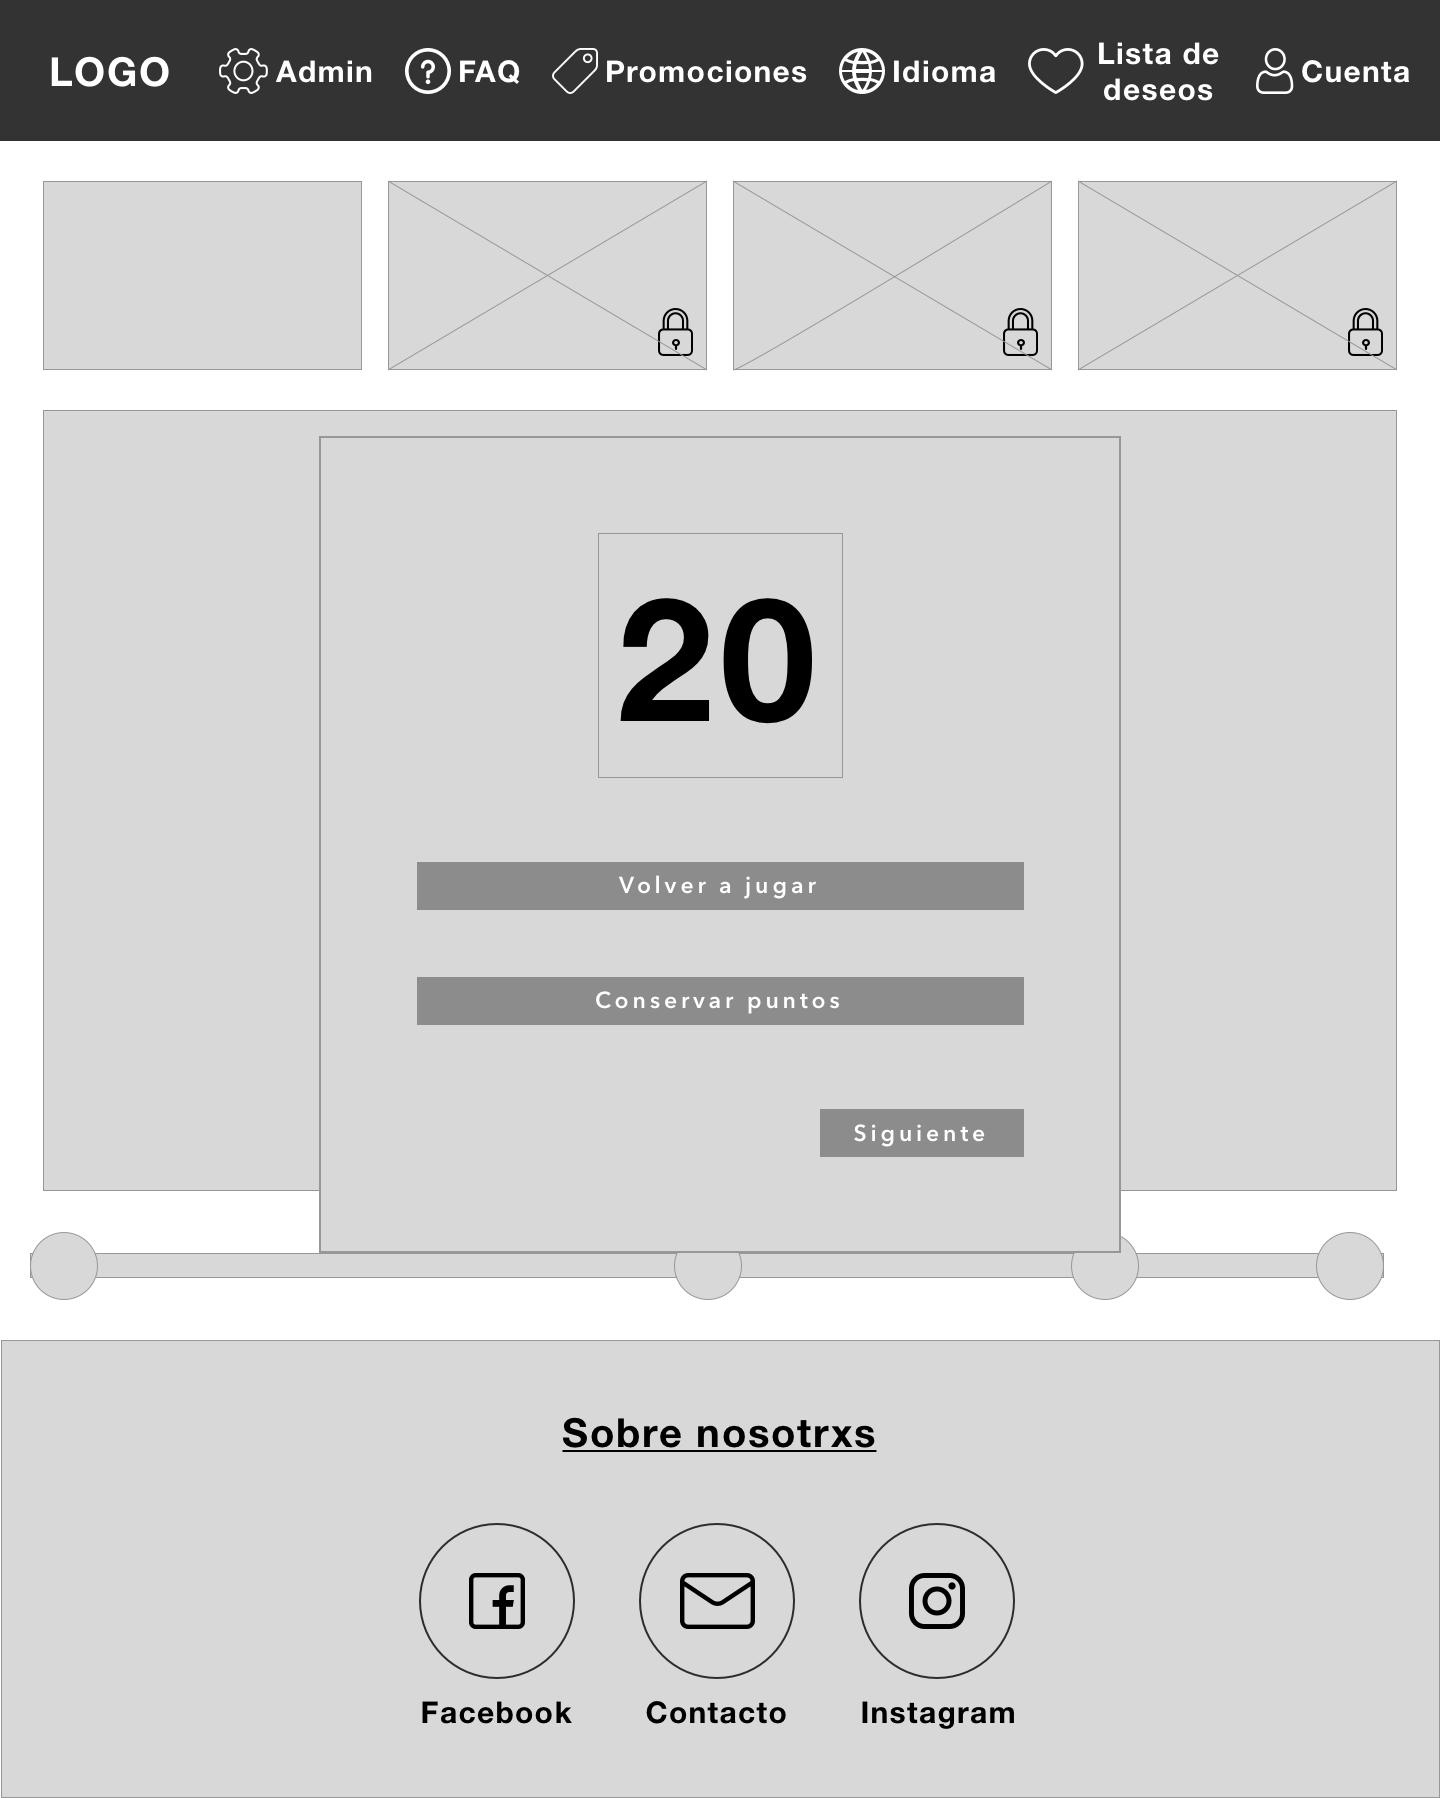 LOGO
Admin
FAQ
Promociones
Idioma
Lista de
deseos
Cuenta
20
Volver a jugar
Conservar puntos
Siguiente
Sobre nosotrxs
Facebook
Contacto
Instagram